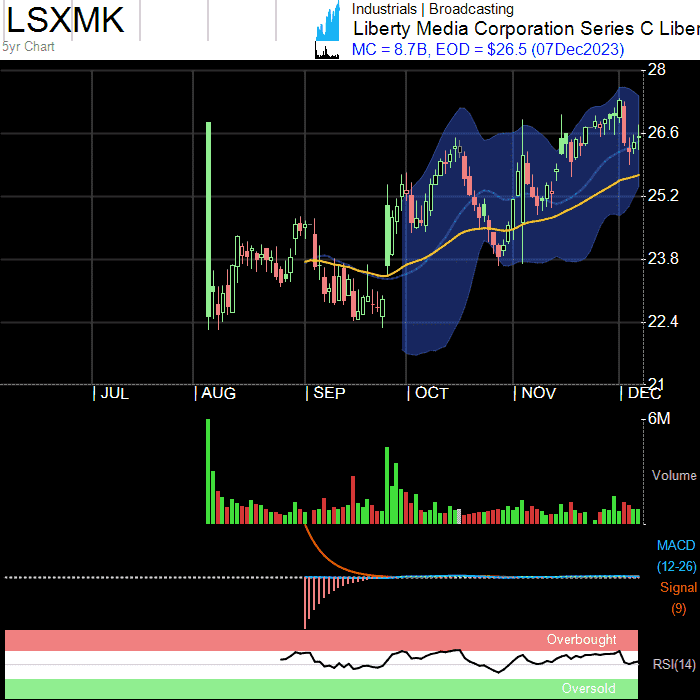 LSXMK
5yr Chart
Industrials | Broadcasting
Liberty Media Corporation Series C Liber
MC = 8.7B, EOD = $26.5 (07Dec2023)
28
26.6
25.2
23.8
22.4
21
JUL AUG SEP OCT NOV DEC
6M
Volume
MACD
(12-26)
Signal
(9)
Overbought
RSI(14)
Oversold